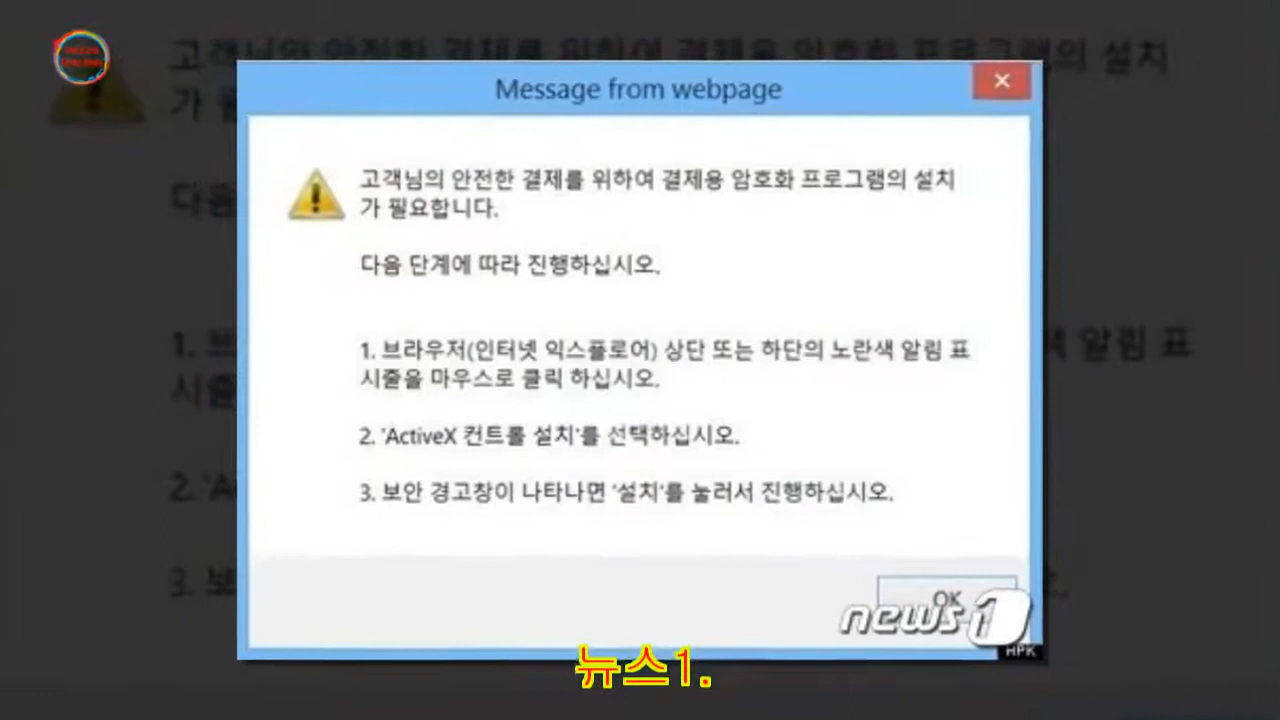 Message from webpage
고객님의 안전한 결제를 위하여 결제용 암호화 프로그램의 설치
가 필요합니다.
다음 단계에 따라 진행하십시오.
1. 브라우저(인터넷 익스플로어) 상단 또는 하단의 노란색 알림 표
시줄을 마우스로 클릭 하십시오.
2. 'ActiveX 컨트롤 설치'를 선택하십시오.
3. 보안 경고창이 나타나면 '설치'를 눌러서 진행하십시오.
OK
news1
HPK
뉴스1.